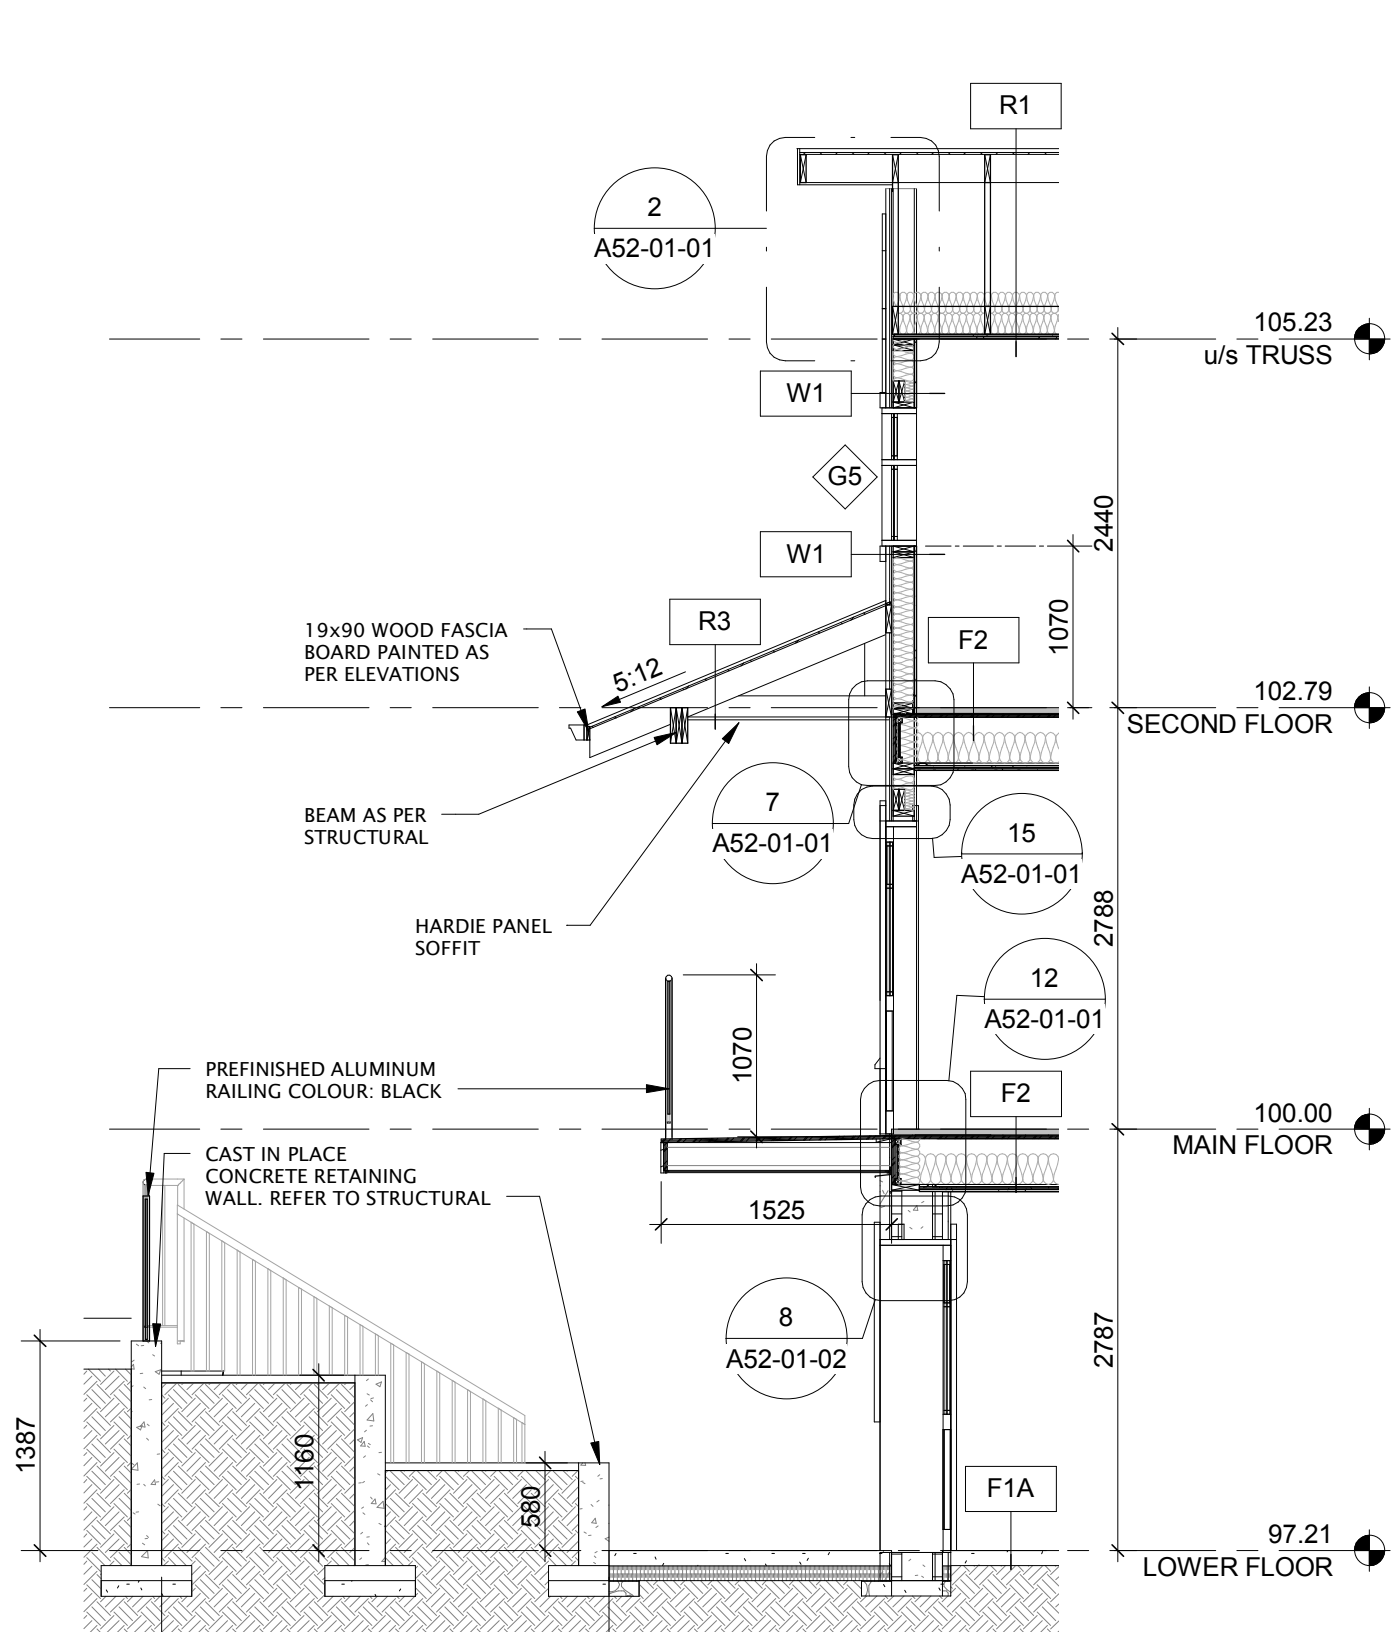 R1
2
A52-01-01
105.23
u/s TRUSS
W1
G5
2440
W1
1070
19x90 WOOD FASCIA
BOARD PAINTED AS
PER ELEVATIONS
R3
F2
5:12
102.79
SECOND FLOOR
BEAM AS PER
STRUCTURAL
7
A52-01-01
15
A52-01-01
HARDIE PANEL
SOFFIT
2788
12
A52-01-01
1070
PREFINISHED ALUMINUM
RAILING COLOUR: BLACK
F2
100.00
MAIN FLOOR
CAST IN PLACE
CONCRETE RETAINING
WALL. REFER TO STRUCTURAL
1525
8
A52-01-02
2787
1387
1160
580
F1A
97.21
LOWER FLOOR